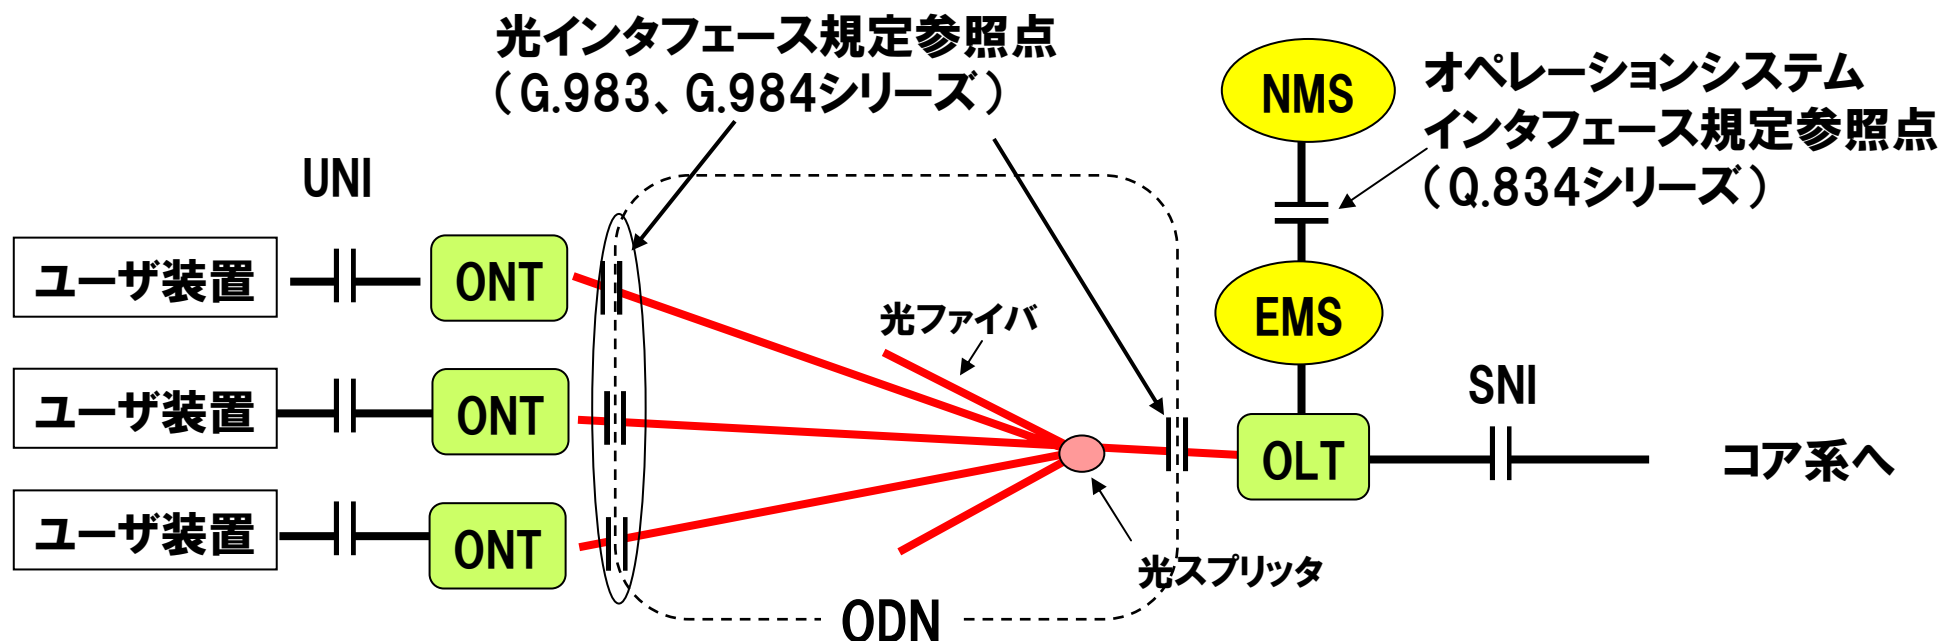 光インタフェース規定参照点
（G.983、G.984シリーズ）
NMS
オペレーションシステム
インタフェース規定参照点
（Q.834シリーズ）
UNI
ユーザ装置
ONT
光ファイバ
EMS
SNI
ユーザ装置
ONT
OLT
コア系へ
ユーザ装置
ONT
光スプリッタ
ODN